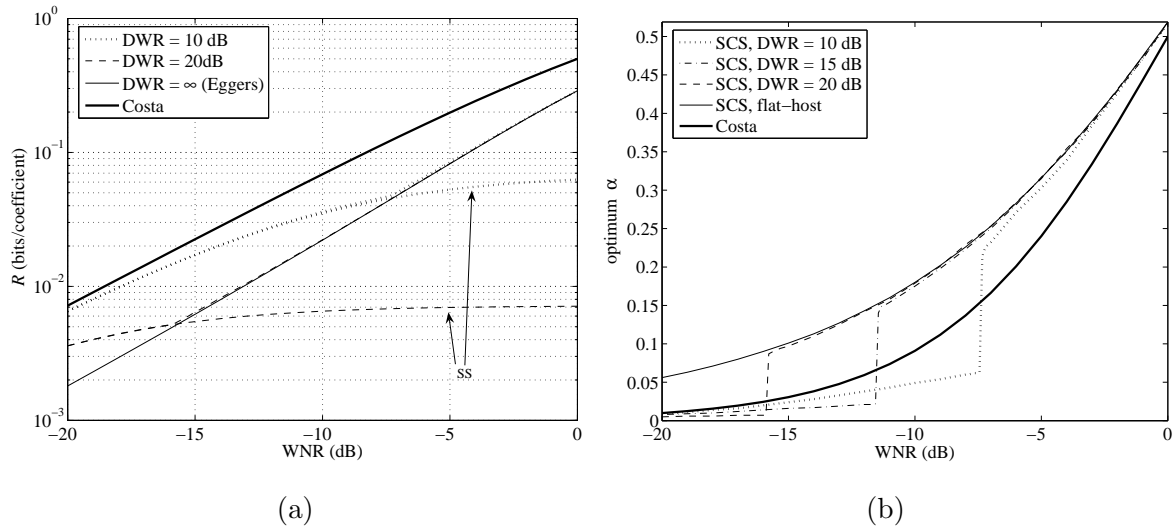 10^0
10^-1
10^-2
10^-3
R (bits/coefficient)
DWR = 10 dB
DWR = 20dB
DWR = ∞ (Eggers)
Costa
SS
−20
−15
−10
−5
0
WNR (dB)
(a)
0.5
0.45
0.4
0.35
0.3
0.25
0.2
0.15
0.1
0.05
0
optimum α
SCS, DWR = 10 dB
SCS, DWR = 15 dB
SCS, DWR = 20 dB
SCS, flat−host
Costa
−20
−15
−10
−5
0
WNR (dB)
(b)